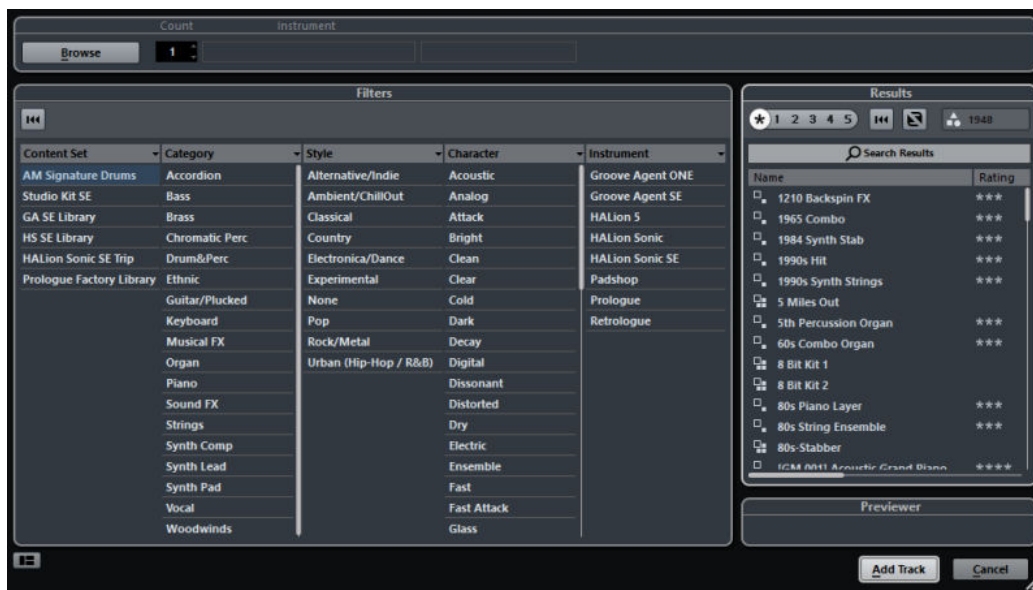 Count Instrument
Browse 1
Filters
Content Set Category Style Character Instrument
AM Signature Drums Accordion Alternative/Indie Acoustic Groove Agent ONE
Studio Kit SE Bass Ambient/ChillOut Analog Groove Agent SE
GA SE Library Brass Classical Attack HALion 5
HS SE Library Chromatic Perc Country Bright HALion Sonic
HALion Sonic SE Trip Drum&Perc Electronica/Dance Clean HALion Sonic SE
Prologue Factory Library Ethnic Experimental Clear Padshop
Guitar/Plucked None Cold Prologue
Keyboard Pop Dark Retrologue
Musical FX Rock/Metal Decay
Organ Urban (Hip-Hop / R&B) Digital
Piano Dissonant
Sound FX Distorted
Strings Dry
Synth Comp Electric
Synth Lead Ensemble
Synth Pad Fast
Vocal Fast Attack
Woodwinds Glass
Results
* 1 2 3 4 5 1940
Search Results
Name Rating
1210 Backspin FX ***
1965 Combo ***
1984 Synth Stab ***
1990s Hit ***
1990s Synth Strings ***
5 Miles Out
5th Percussion Organ ***
60s Combo Organ ***
8 Bit Kit 1
8 Bit Kit 2
80s Piano Layer ***
80s String Ensemble ***
80s-Stabber
[GM 001] Acoustic Grand Piano ****
Previewer
Add Track Cancel